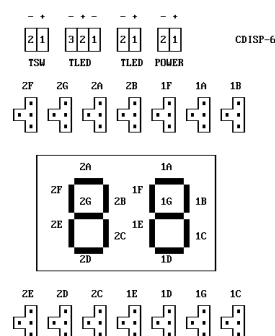 - + - + - - + - +
2 1 3 2 1 2 1 2 1 CDISP-6
TSW TLED TLED POWER
2F 2G 2A 2B 1F 1A 1B
2A 1A
2F 1F
2G 2B 1G 1B
2E 1E
2C 1C
2D 1D
2E 2D 2C 1E 1D 1G 1C